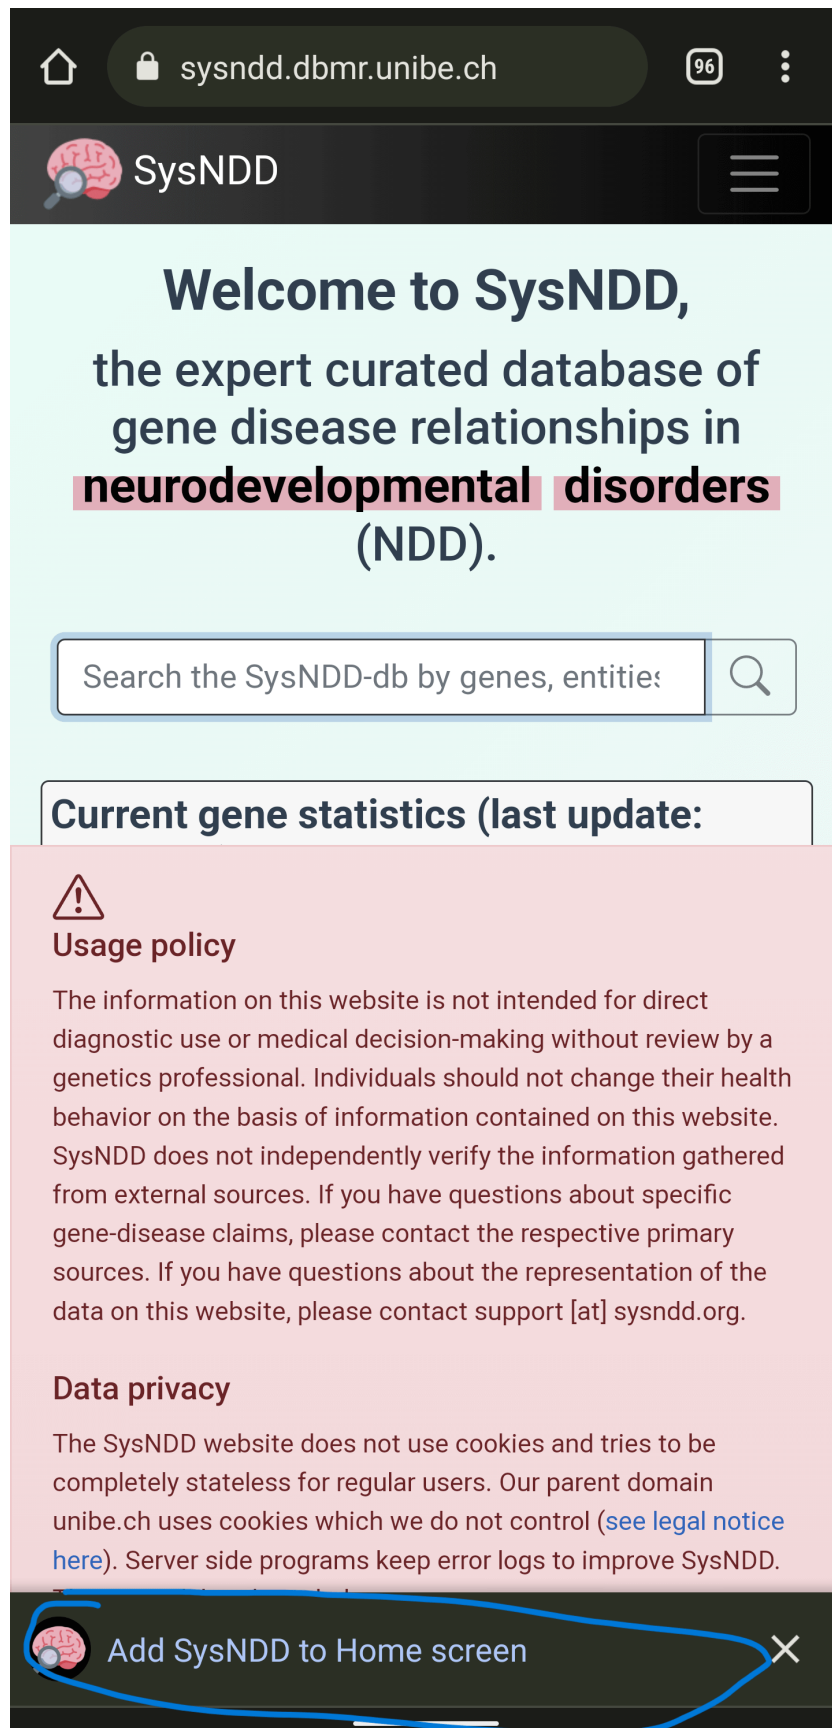 sysndd.dbmr.unibe.ch
96
SysNDD
Welcome to SysNDD,
the expert curated database of
gene disease relationships in
neurodevelopmental disorders
(NDD).
Search the SysNDD-db by genes, entities
Current gene statistics (last update:
Usage policy
The information on this website is not intended for direct
diagnostic use or medical decision-making without review by a
genetics professional. Individuals should not change their health
behavior on the basis of information contained on this website.
SysNDD does not independently verify the information gathered
from external sources. If you have questions about specific
gene-disease claims, please contact the respective primary
sources. If you have questions about the representation of the
data on this website, please contact support [at] sysndd.org.
Data privacy
The SysNDD website does not use cookies and tries to be
completely stateless for regular users. Our parent domain
unibe.ch uses cookies which we do not control (see legal notice
here). Server side programs keep error logs to improve SysNDD.
Add SysNDD to Home screen